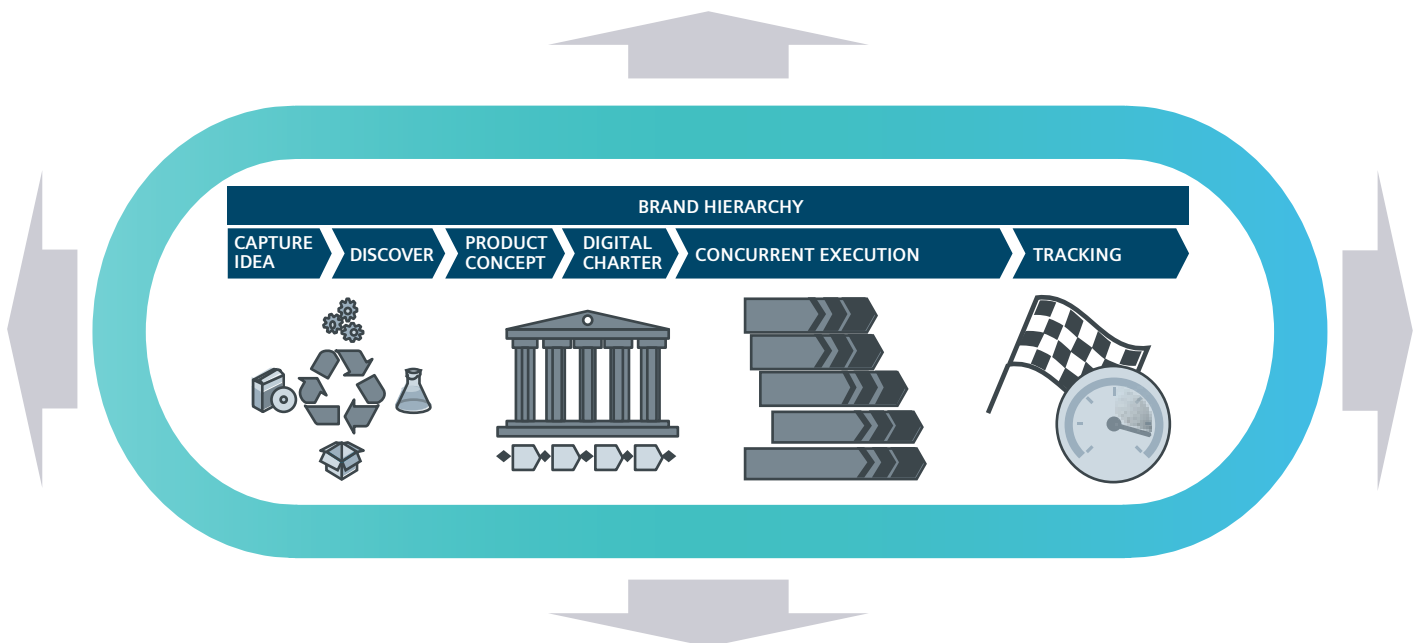 BRAND HIERARCHY
CAPTURE
IDEA
DISCOVER
PRODUCT
CONCEPT
DIGITAL
CHARTER
CONCURRENT EXECUTION
TRACKING